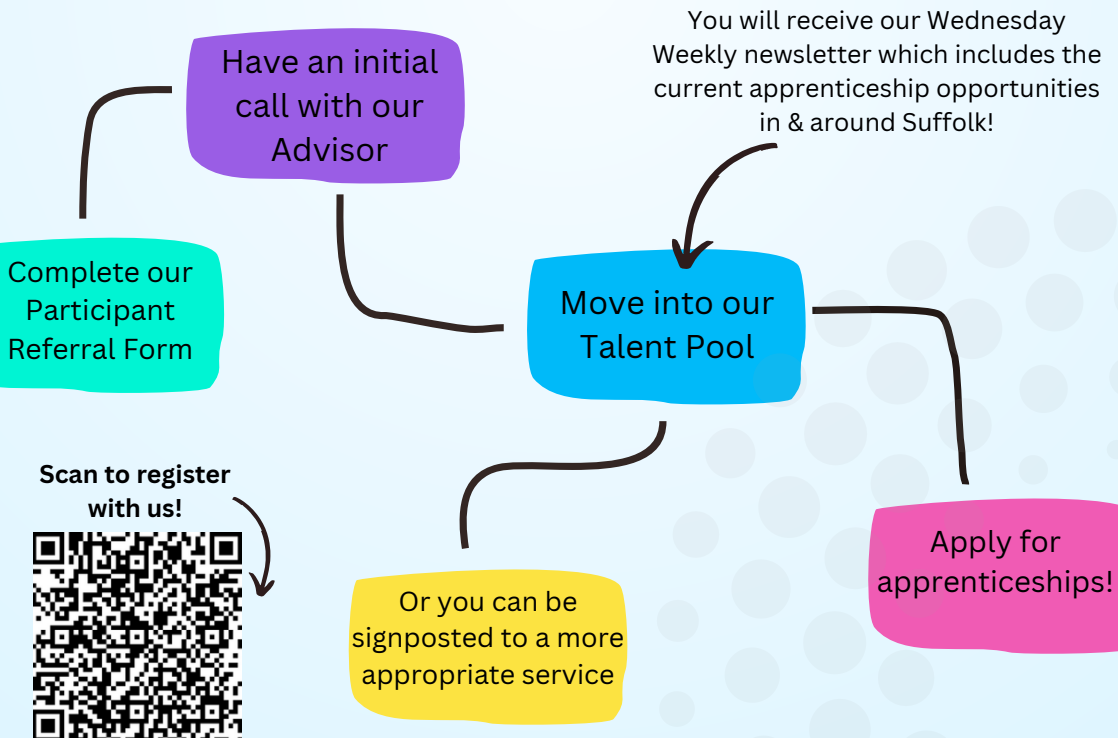 Have an initial
call with our
Advisor
You will receive our Wednesday
Weekly newsletter which includes the
current apprenticeship opportunities
in & around Suffolk!
Complete our
Participant
Referral Form
Move into our
Talent Pool
Scan to register
with us!
Or you can be
signposted to a more
appropriate service
Apply for
apprenticeships!